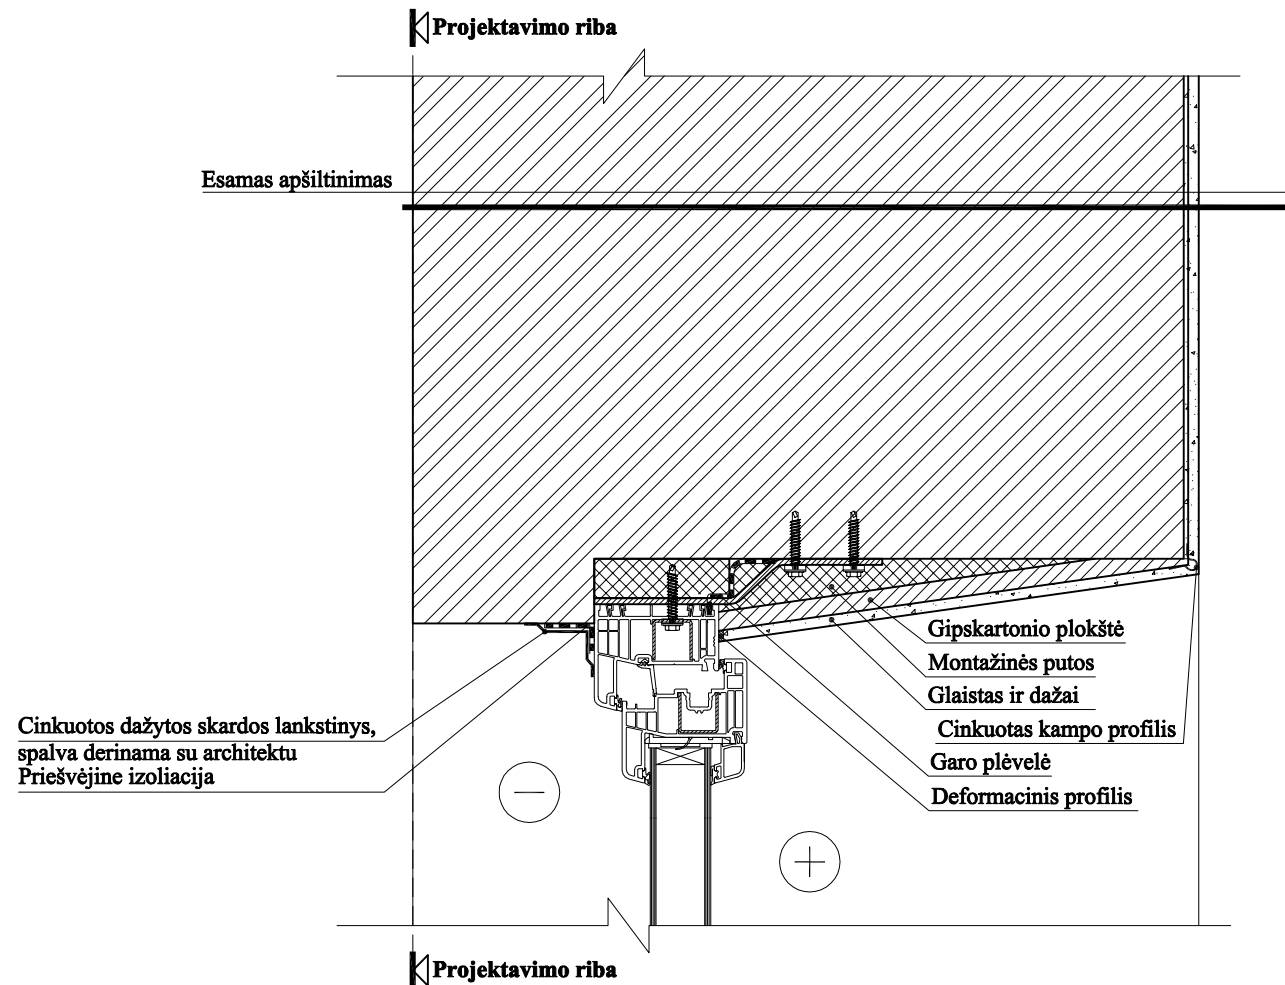 Projektavimo riba
Esamas apšiltinimas
Gipskartonio plokštė
Montažinės putos
Glaistas ir dažai
Cinkuotas kampo profilis
Garo plėvelė
Deformacinis profilis
Cinkuotos dažytos skardos lankstinys,
spalva derinama su architektu
Priešvėjine izoliacija
Projektavimo riba